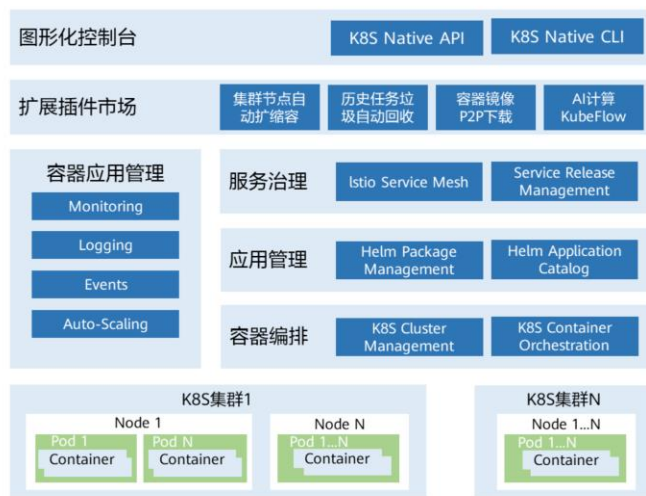 图形化控制台
K8S Native API
K8S Native CLI
扩展插件市场
集群节点自
动扩缩容
历史任务垃
圾自动回收
容器镜像
P2P下载
AI计算
KubeFlow
容器应用管理
Monitoring
Logging
Events
Auto-Scaling
服务治理
Istio Service Mesh
Service Release
Management
应用管理
Helm Package
Management
Helm Application
Catalog
容器编排
K8S Cluster
Management
K8S Container
Orchestration
K8S集群1
Node 1
Pod 1
Container
Pod N
Container
Node N
Pod 1...N
Container
K8S集群N
Node 1...N
Pod 1...N
Container